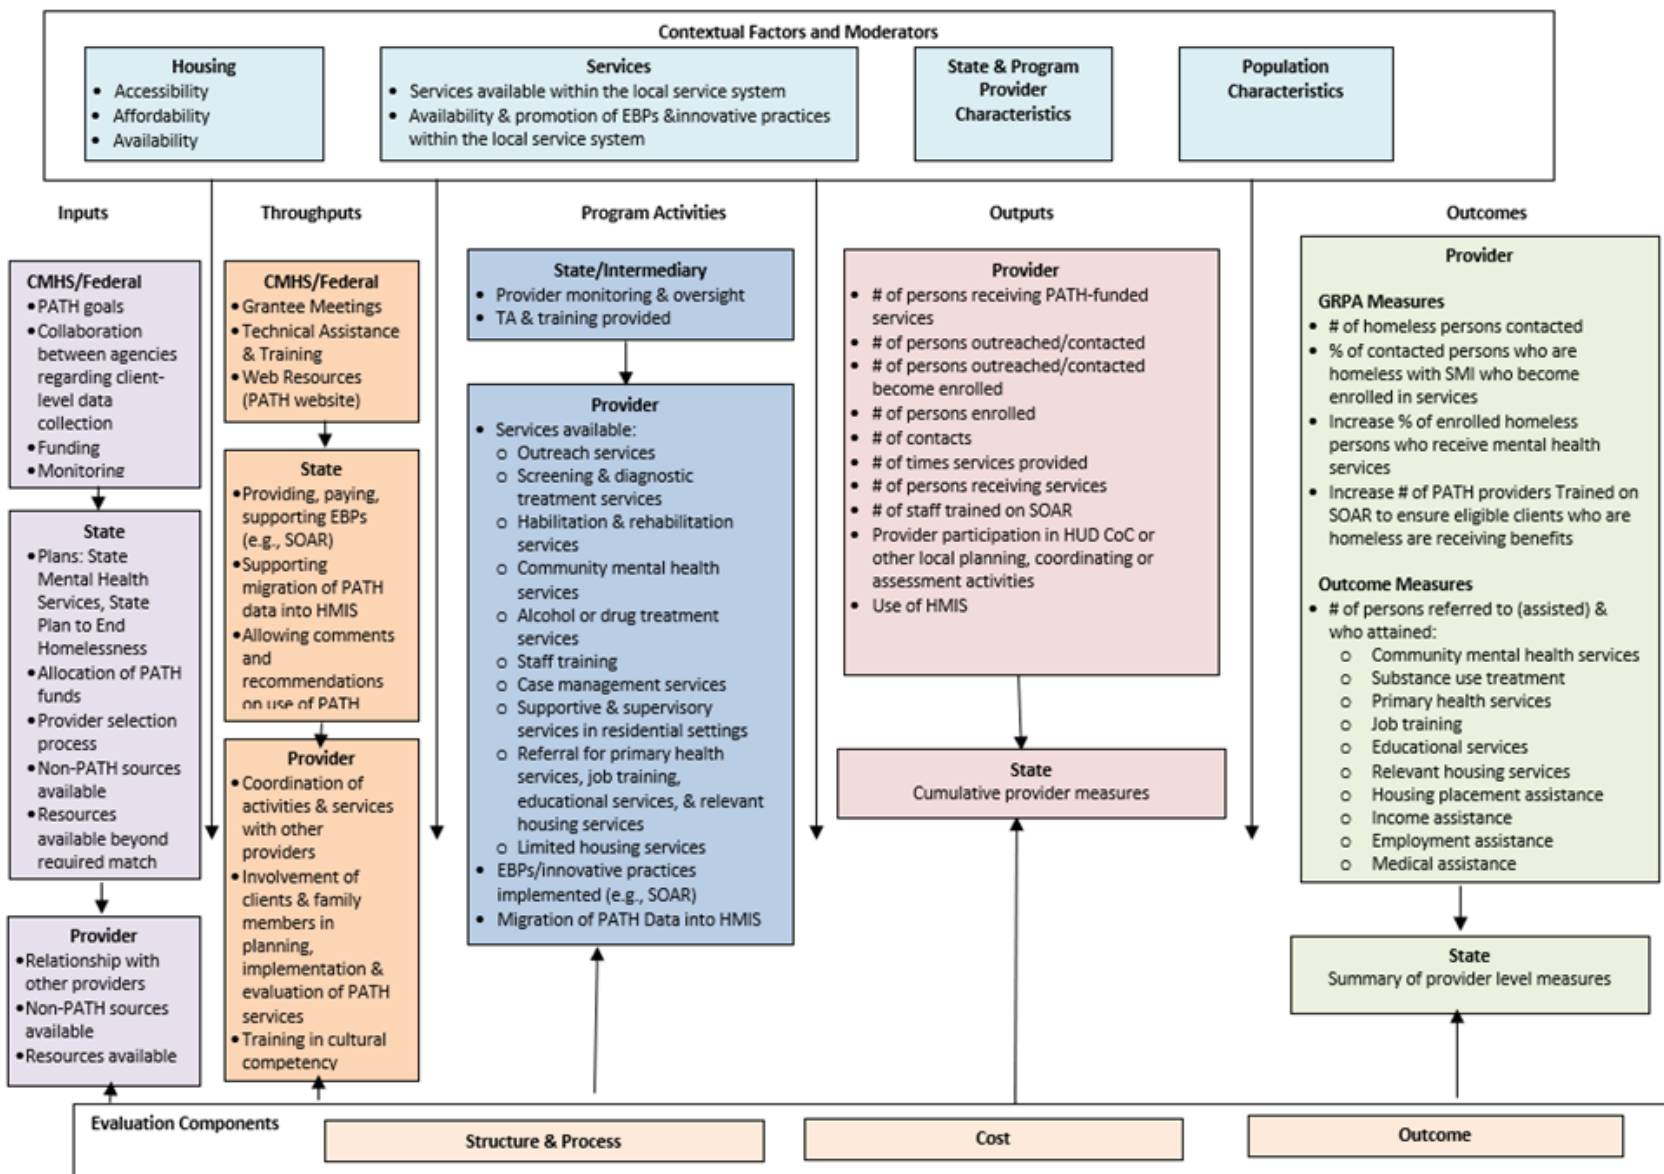 Contextual Factors and Moderators
Housing
• Accessibility
• Affordability
• Availability
Services
• Services available within the local service system
• Availability & promotion of EBPs &innovative practices
within the local service system
State & Program
Provider
Characteristics
Population
Characteristics
Inputs
Throughputs
Program Activities
Outputs
Outcomes
CMHS/Federal
• PATH goals
• Collaboration
between agencies
regarding client-
level data
collection
• Funding
• Monitoring
State
• Plans: State
Mental Health
Services, State
Plan to End
Homelessness
• Allocation of PATH
funds
• Provider selection
process
• Non-PATH sources
available
• Resources
available beyond
required match
Provider
• Relationship with
other providers
• Non-PATH sources
available
• Resources available
CMHS/Federal
• Grantee Meetings
• Technical Assistance
& Training
• Web Resources
(PATH website)
State
• Providing, paying,
supporting EBPs
(e.g., SOAR)
• Supporting
migration of PATH
data into HMIS
• Allowing comments
and
recommendations
on use of PATH
Provider
• Coordination of
activities & services
with other
providers
• Involvement of
clients & family
members in
planning,
implementation &
evaluation of PATH
services
• Training in cultural
competency
State/Intermediary
• Provider monitoring & oversight
• TA & training provided
Provider
• Services available:
o Outreach services
o Screening & diagnostic
treatment services
o Habilitation & rehabilitation
services
o Community mental health
services
o Alcohol or drug treatment
services
o Staff training
o Case management services
o Supportive & supervisory
services in residential settings
o Referral for primary health
services, job training,
educational services, & relevant
housing services
o Limited housing services
• EBPs/innovative practices
implemented (e.g., SOAR)
• Migration of PATH Data into HMIS
Provider
• # of persons receiving PATH-funded
services
• # of persons outreached/contacted
• # of persons outreached/contacted
become enrolled
• # of persons enrolled
• # of contacts
• # of times services provided
• # of persons receiving services
• # of staff trained on SOAR
• Provider participation in HUD CoC or
other local planning, coordinating or
assessment activities
• Use of HMIS
State
Cumulative provider measures
Provider
GRPA Measures
• # of homeless persons contacted
• % of contacted persons who are
homeless with SMI who become
enrolled in services
• Increase % of enrolled homeless
persons who receive mental health
services
• Increase # of PATH providers Trained on
SOAR to ensure eligible clients who are
homeless are receiving benefits
Outcome Measures
• # of persons referred to (assisted) &
who attained:
o Community mental health services
o Substance use treatment
o Primary health services
o Job training
o Educational services
o Relevant housing services
o Housing placement assistance
o Income assistance
o Employment assistance
o Medical assistance
State
Summary of provider level measures
Evaluation Components
Structure & Process
Cost
Outcome